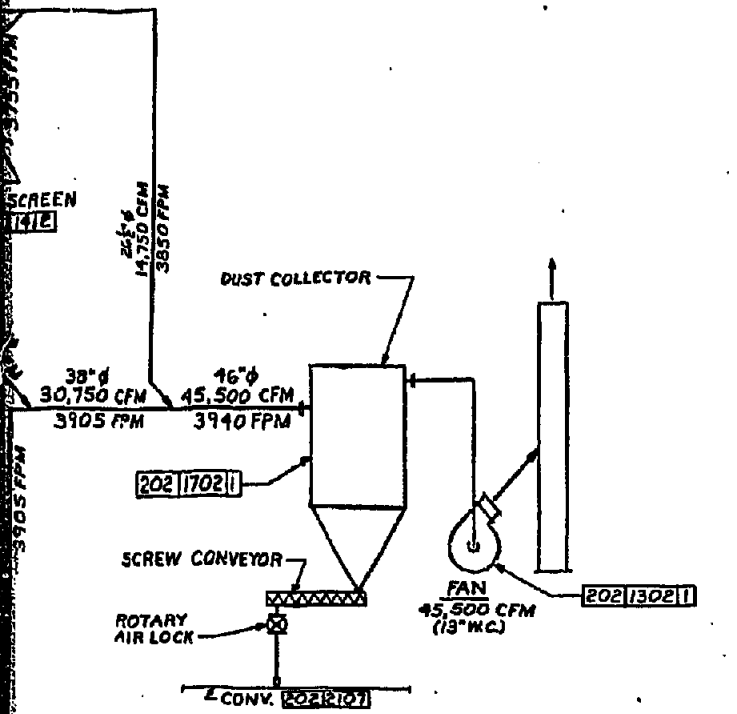 SCREEN
1412
26½"φ
14,750 CFM
3850 FPM
DUST COLLECTOR
38"φ
30,750 CFM
3905 FPM
46"φ
45,500 CFM
3940 FPM
3905 FPM
202 1702 1
SCREW CONVEYOR
ROTARY
AIR LOCK
FAN
45,500 CFM
(13" W.C.)
202 1302 1
CONV. 202 2107